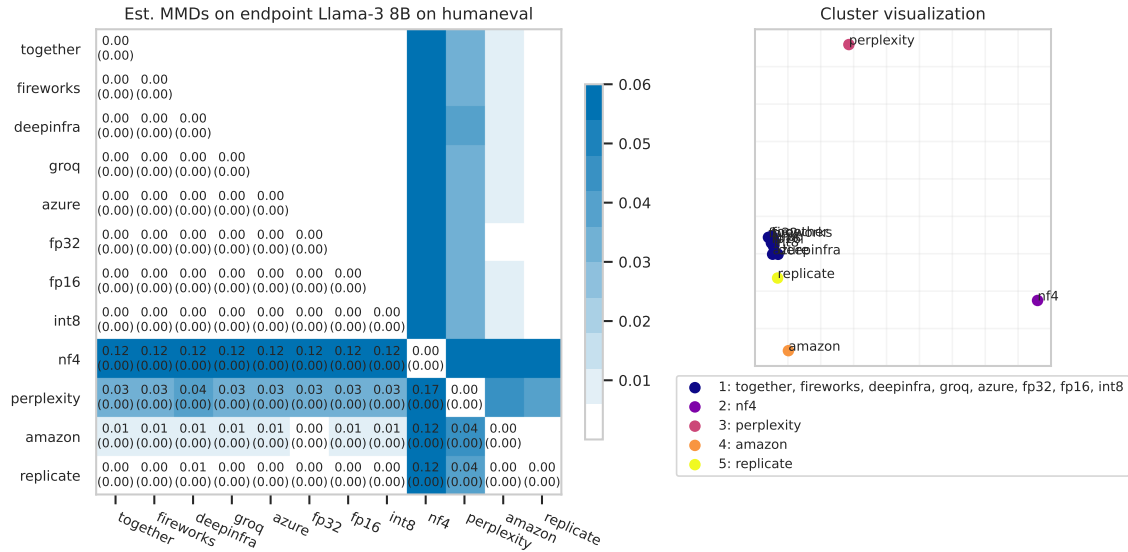 Est. MMDs on endpoint Llama-3 8B on humaneval
together
0.00
(0.00)
fireworks
0.00 0.00
(0.00) (0.00)
deepinfra
0.00 0.00 0.00
(0.00) (0.00) (0.00)
groq
0.00 0.00 0.00 0.00
(0.00) (0.00) (0.00) (0.00)
azure
0.00 0.00 0.00 0.00 0.00
(0.00) (0.00) (0.00) (0.00) (0.00)
fp32
0.00 0.00 0.00 0.00 0.00 0.00
(0.00) (0.00) (0.00) (0.00) (0.00) (0.00)
fp16
0.00 0.00 0.00 0.00 0.00 0.00 0.00
(0.00) (0.00) (0.00) (0.00) (0.00) (0.00) (0.00)
int8
0.00 0.00 0.00 0.00 0.00 0.00 0.00 0.00
(0.00) (0.00) (0.00) (0.00) (0.00) (0.00) (0.00) (0.00)
nf4
0.12 0.12 0.12 0.12 0.12 0.12 0.12 0.12 0.00
(0.00) (0.00) (0.00) (0.00) (0.00) (0.00) (0.00) (0.00) (0.00)
perplexity
0.03 0.03 0.04 0.03 0.03 0.03 0.03 0.03 0.17 0.00
(0.00) (0.00) (0.00) (0.00) (0.00) (0.00) (0.00) (0.00) (0.00) (0.00)
amazon
0.01 0.01 0.01 0.01 0.01 0.00 0.01 0.01 0.12 0.04 0.00
(0.00) (0.00) (0.00) (0.00) (0.00) (0.00) (0.00) (0.00) (0.00) (0.00) (0.00)
replicate
0.00 0.00 0.01 0.00 0.00 0.00 0.00 0.00 0.12 0.04 0.00 0.00
(0.00) (0.00) (0.00) (0.00) (0.00) (0.00) (0.00) (0.00) (0.00) (0.00) (0.00) (0.00)
together
fireworks
deepinfra
groq
azure
fp32
fp16
int8
nf4
perplexity
amazon
replicate
0.06
0.05
0.04
0.03
0.02
0.01
Cluster visualization
perplexity
fireworks
deepinfra
replicate
nf4
amazon
1: together, fireworks, deepinfra, groq, azure, fp32, fp16, int8
2: nf4
3: perplexity
4: amazon
5: replicate